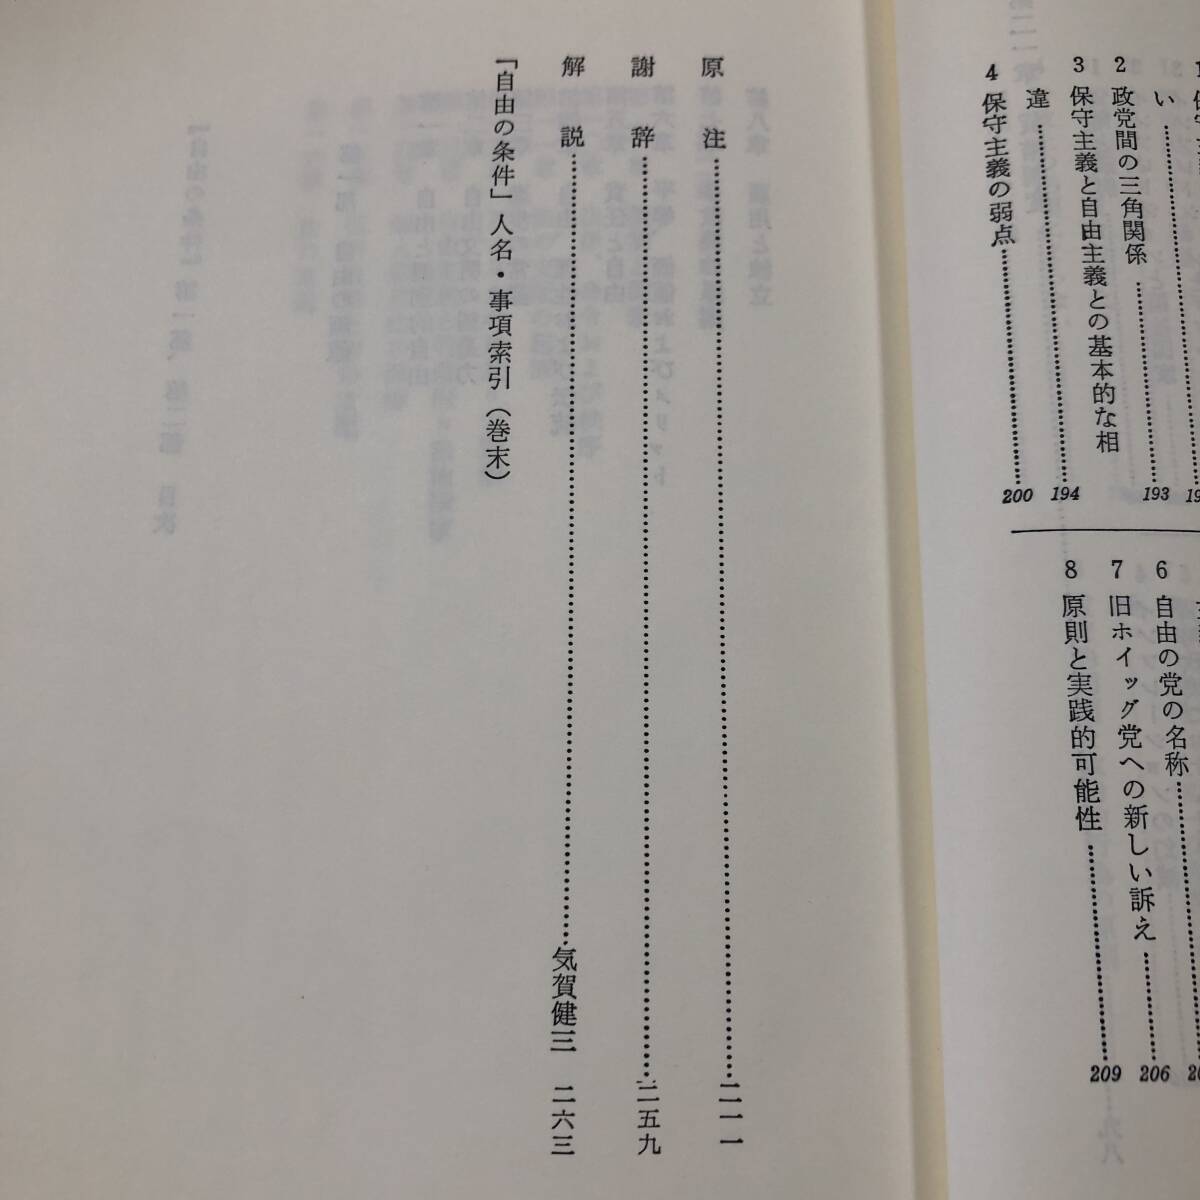 い ………… 193
2 政党間の三角関係
3 保守主義と自由主義との基本的な相
違 ………… 194
4 保守主義の弱点 ………… 200
6 自由の党の名称
7 旧ホイッグ党への新しい訴え ………… 206
8 原則と実践的可能性 ………… 209
原注 ………… 二一一
謝辞 ………… 二五九
解説 ………… 気賀健三 二六三
『自由の条件』人名・事項索引(巻末)